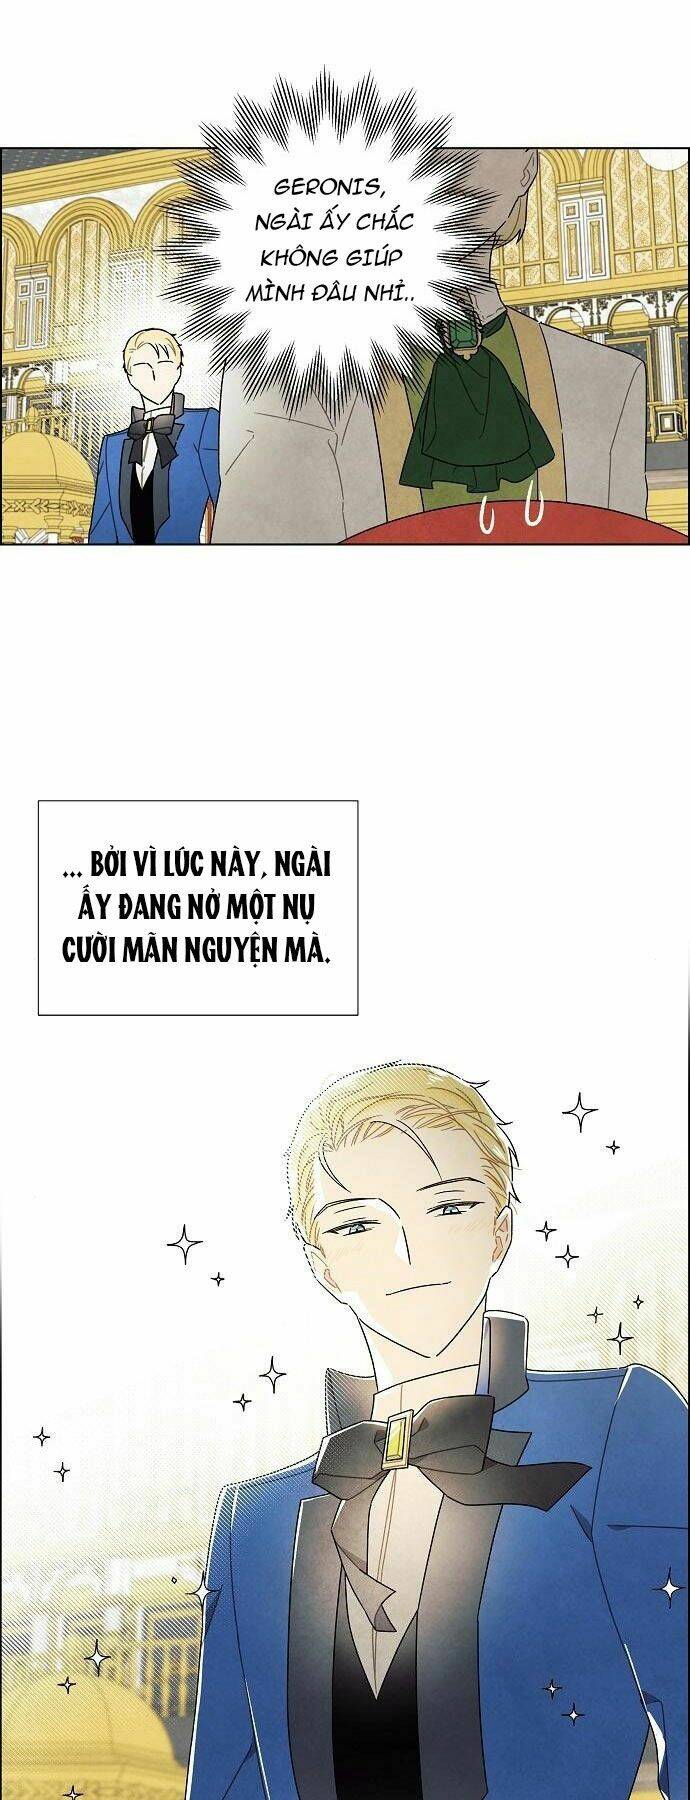 GERONIS,
NGÀI ẤY CHẮC
KHÔNG GIÚP
MÌNH ĐÂU NHỈ..
... BỞI VÌ LÚC NÀY, NGÀI
ẤY ĐANG NỞ MỘT NỤ
CƯỜI MÃN NGUYỆN MÀ.